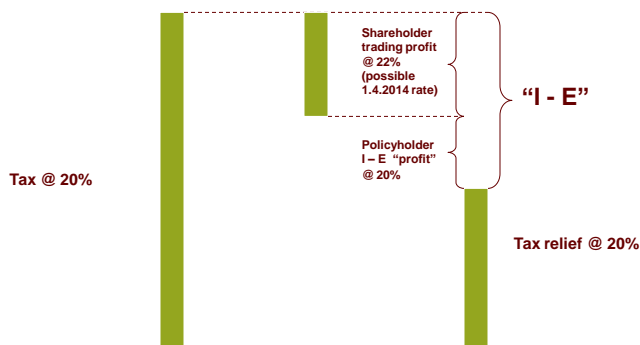 Shareholder
trading profit
@ 22%
(possible
1.4.2014 rate)
“I - E”
Policyholder
I – E “profit”
@ 20%
Tax @ 20%
Tax relief @ 20%